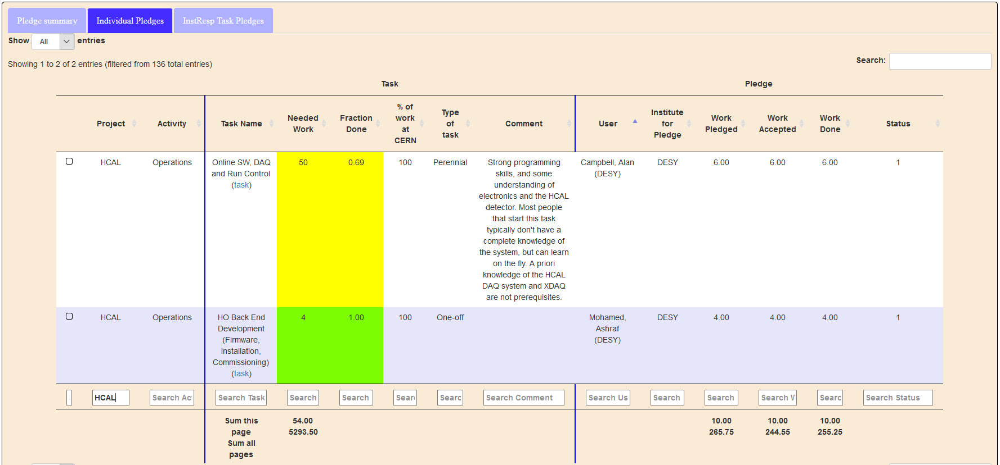 Pledge summary
Individual Pledges
InstResp Task Pledges
Show All entries
Showing 1 to 2 of 2 entries (filtered from 136 total entries)
Search:
Task
Pledge
Project
Activity
Task Name
Needed
Work
Fraction
Done
% of
work
at
CERN
Type
of
task
Comment
User
Institute
for
Pledge
Work
Pledged
Work
Accepted
Work
Done
Status
HCAL
Operations
Online SW, DAQ
and Run Control
(task)
50
0.69
100
Perennial
Strong programming
skills, and some
understanding of
electronics and the HCAL
detector. Most people
that start this task
typically don't have a
complete knowledge of
the system, but can learn
on the fly. A priori
knowledge of the HCAL
DAQ system and XDAQ
are not prerequisites.
Campbell, Alan
(DESY)
DESY
6.00
6.00
6.00
1
HCAL
Operations
HO Back End
Development
(Firmware,
Installation,
Commissioning)
(task)
4
1.00
100
One-off
Mohamed,
Ashraf
(DESY)
DESY
4.00
4.00
4.00
1
HCAL
Search Ac
Search Task
Search
Search
Sear
Searc
Search Comment
Search Us
Search
Search
Search W
Searc
Search Status
Sum this
page
Sum all
pages
54.00
5293.50
10.00
265.75
10.00
244.55
10.00
255.25